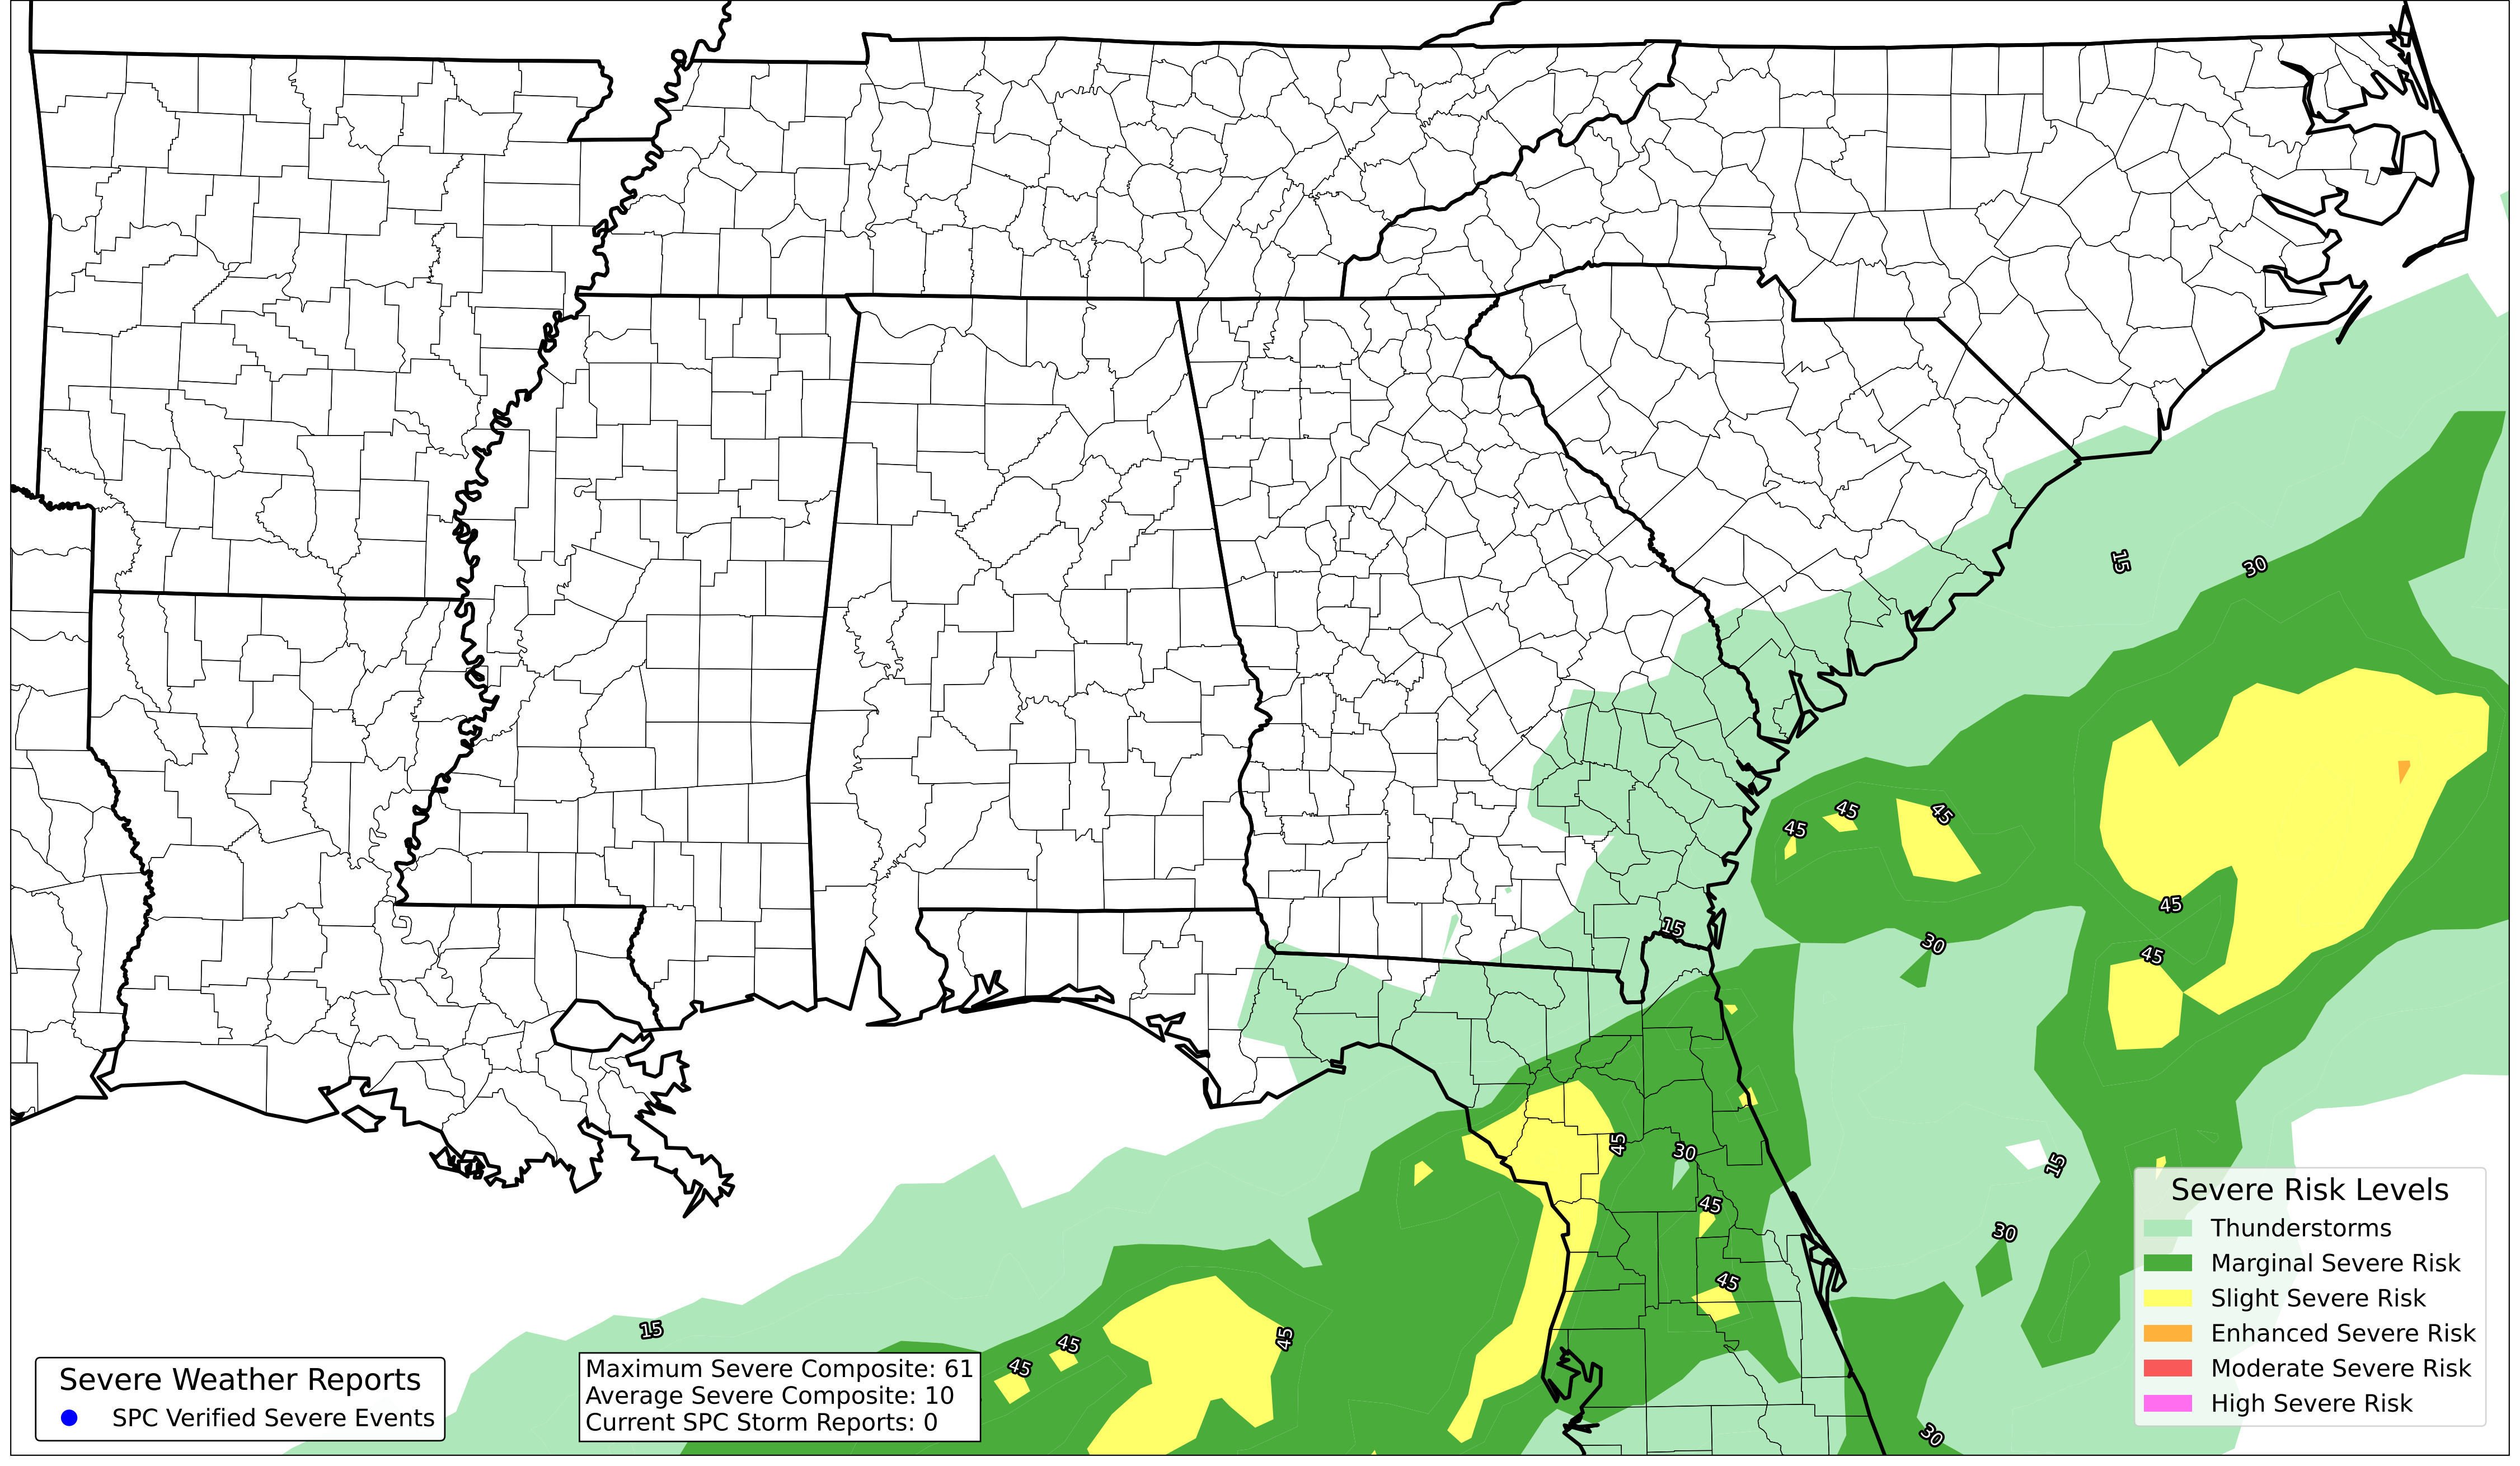 15
30
45
45
45
45
30
15
45
45
30
15
45
30
45
15
45
45
45
30
Severe Risk Levels
Thunderstorms
Marginal Severe Risk
Slight Severe Risk
Enhanced Severe Risk
Moderate Severe Risk
High Severe Risk
Severe Weather Reports
SPC Verified Severe Events
Maximum Severe Composite: 61
Average Severe Composite: 10
Current SPC Storm Reports: 0